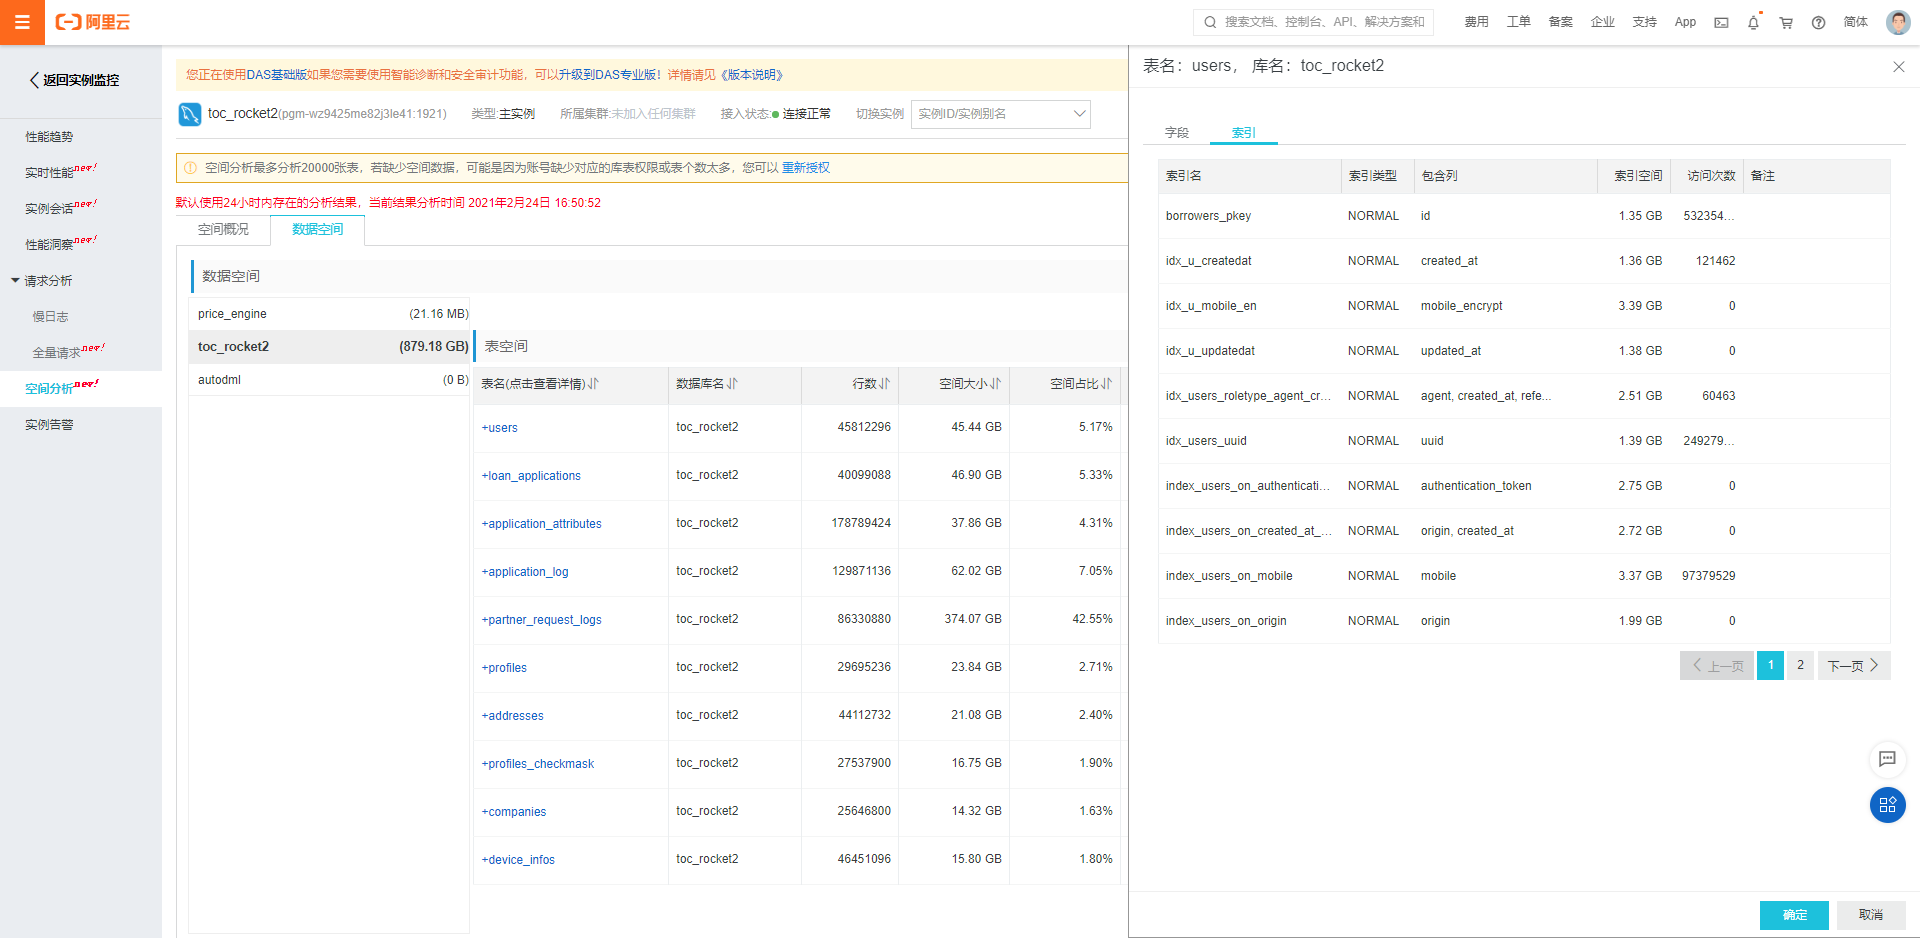 阿里云
搜索文档、控制台、API、解决方案和
费用 工单 备案 企业 支持 App 简体
返回实例监控
性能趋势
实时性能 new!
实例会话 new!
性能洞察 new!
请求分析
慢日志
全量请求 new!
空间分析 new!
实例告警
您正在使用DAS基础版如果您需要使用智能诊断和安全审计功能，可以升级到DAS专业版！详情请见《版本说明》
toc_rocket2(pgm-wz9425me82j3le41:1921) 类型:主实例 所属集群:未加入任何集群 接入状态: 连接正常 切换实例 实例ID/实例别名
空间分析最多分析20000张表，若缺少空间数据，可能是因为账号缺少对应的库表权限或表个数太多，您可以 重新授权
默认使用24小时内存在的分析结果，当前结果分析时间 2021年2月24日 16:50:52
空间概况 数据空间
数据空间
price_engine (21.16 MB)
toc_rocket2 (879.18 GB)
autodml (0 B)
表空间
表名(点击查看详情) 数据库名 行数 空间大小 空间占比
+users toc_rocket2 45812296 45.44 GB 5.17%
+loan_applications toc_rocket2 40099088 46.90 GB 5.33%
+application_attributes toc_rocket2 178789424 37.86 GB 4.31%
+application_log toc_rocket2 129871136 62.02 GB 7.05%
+partner_request_logs toc_rocket2 86330880 374.07 GB 42.55%
+profiles toc_rocket2 29695236 23.84 GB 2.71%
+addresses toc_rocket2 44112732 21.08 GB 2.40%
+profiles_checkmask toc_rocket2 27537900 16.75 GB 1.90%
+companies toc_rocket2 25646800 14.32 GB 1.63%
+device_infos toc_rocket2 46451096 15.80 GB 1.80%
表名：users， 库名：toc_rocket2
字段 索引
索引名 索引类型 包含列 索引空间 访问次数 备注
borrowers_pkey NORMAL id 1.35 GB 532354...
idx_u_createdat NORMAL created_at 1.36 GB 121462
idx_u_mobile_en NORMAL mobile_encrypt 3.39 GB 0
idx_u_updatedat NORMAL updated_at 1.38 GB 0
idx_users_roletype_agent_cr... NORMAL agent, created_at, refe... 2.51 GB 60463
idx_users_uuid NORMAL uuid 1.39 GB 249279...
index_users_on_authenticati... NORMAL authentication_token 2.75 GB 0
index_users_on_created_at_... NORMAL origin, created_at 2.72 GB 0
index_users_on_mobile NORMAL mobile 3.37 GB 97379529
index_users_on_origin NORMAL origin 1.99 GB 0
上一页 1 2 下一页
确定 取消